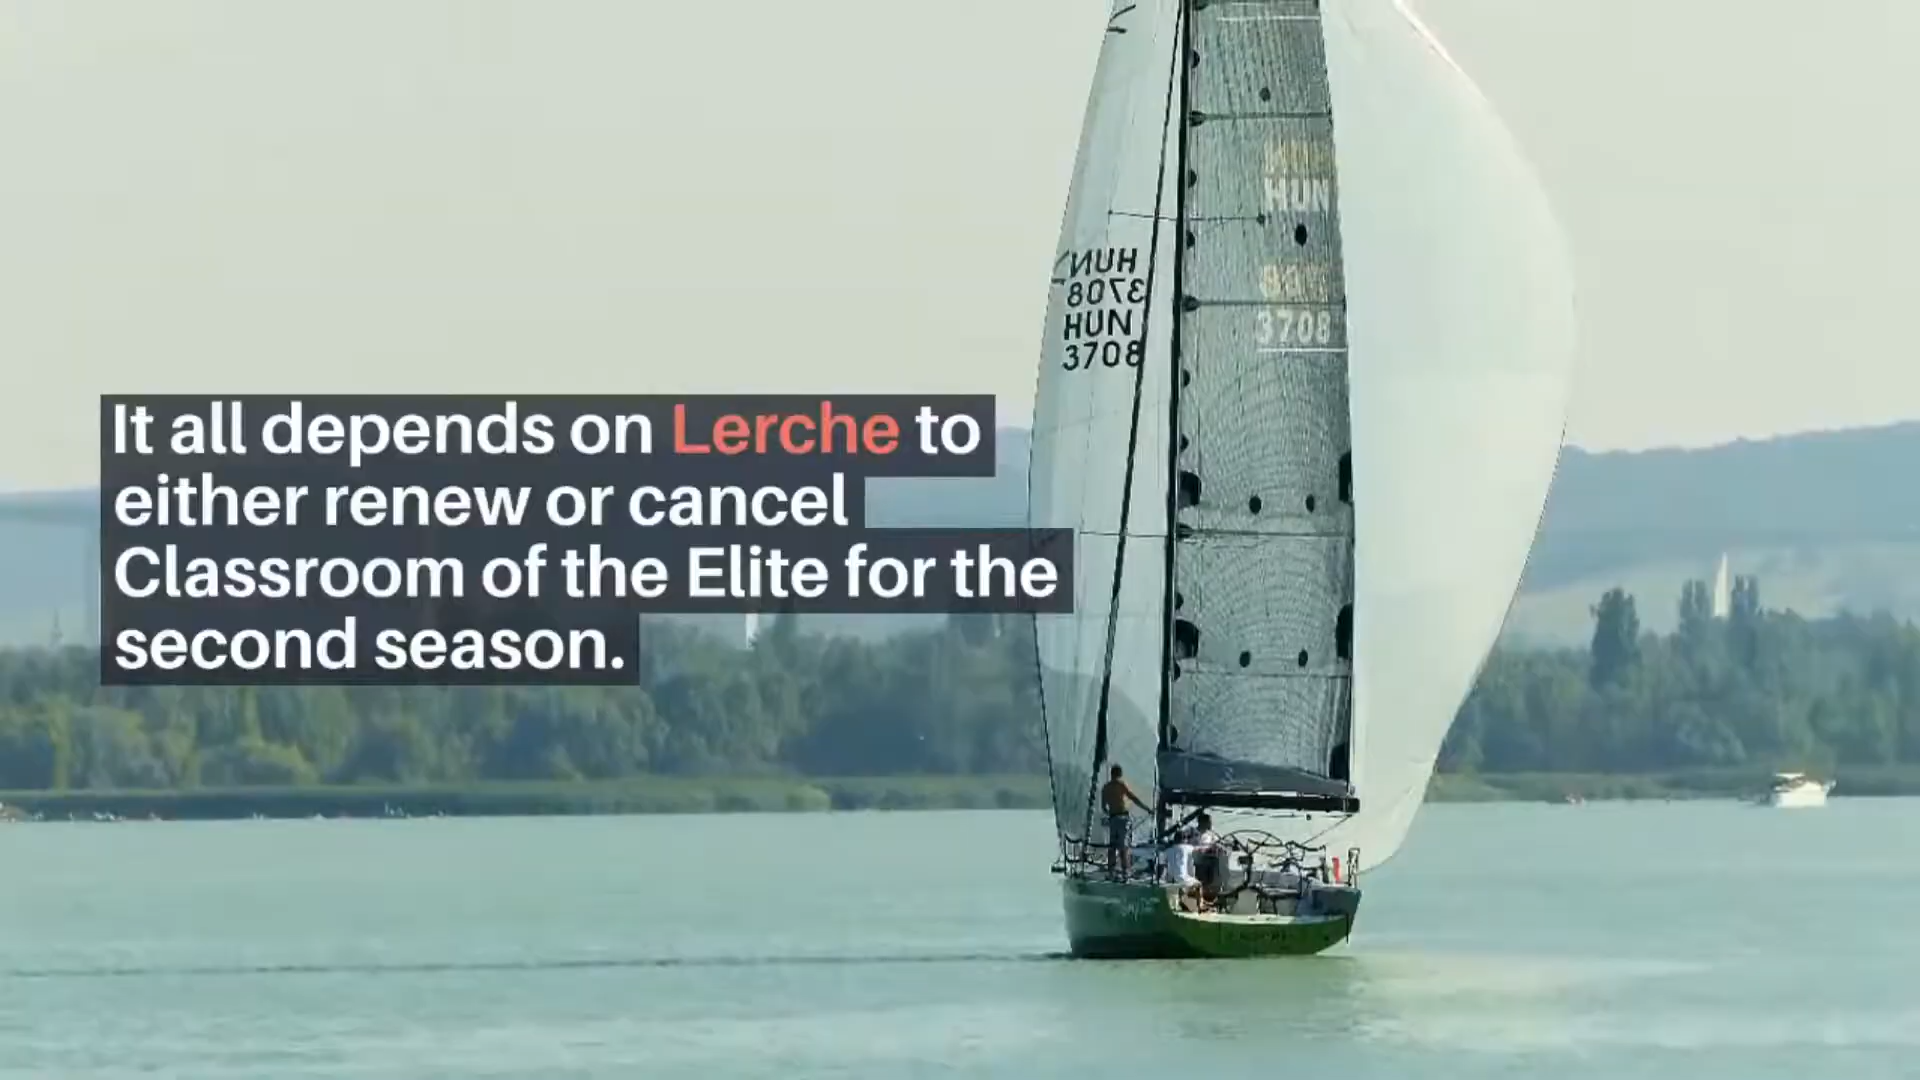 HUN
HUN
8073
HUN
3708
3708
It all depends on Lerche to
either renew or cancel
Classroom of the Elite for the
second season.